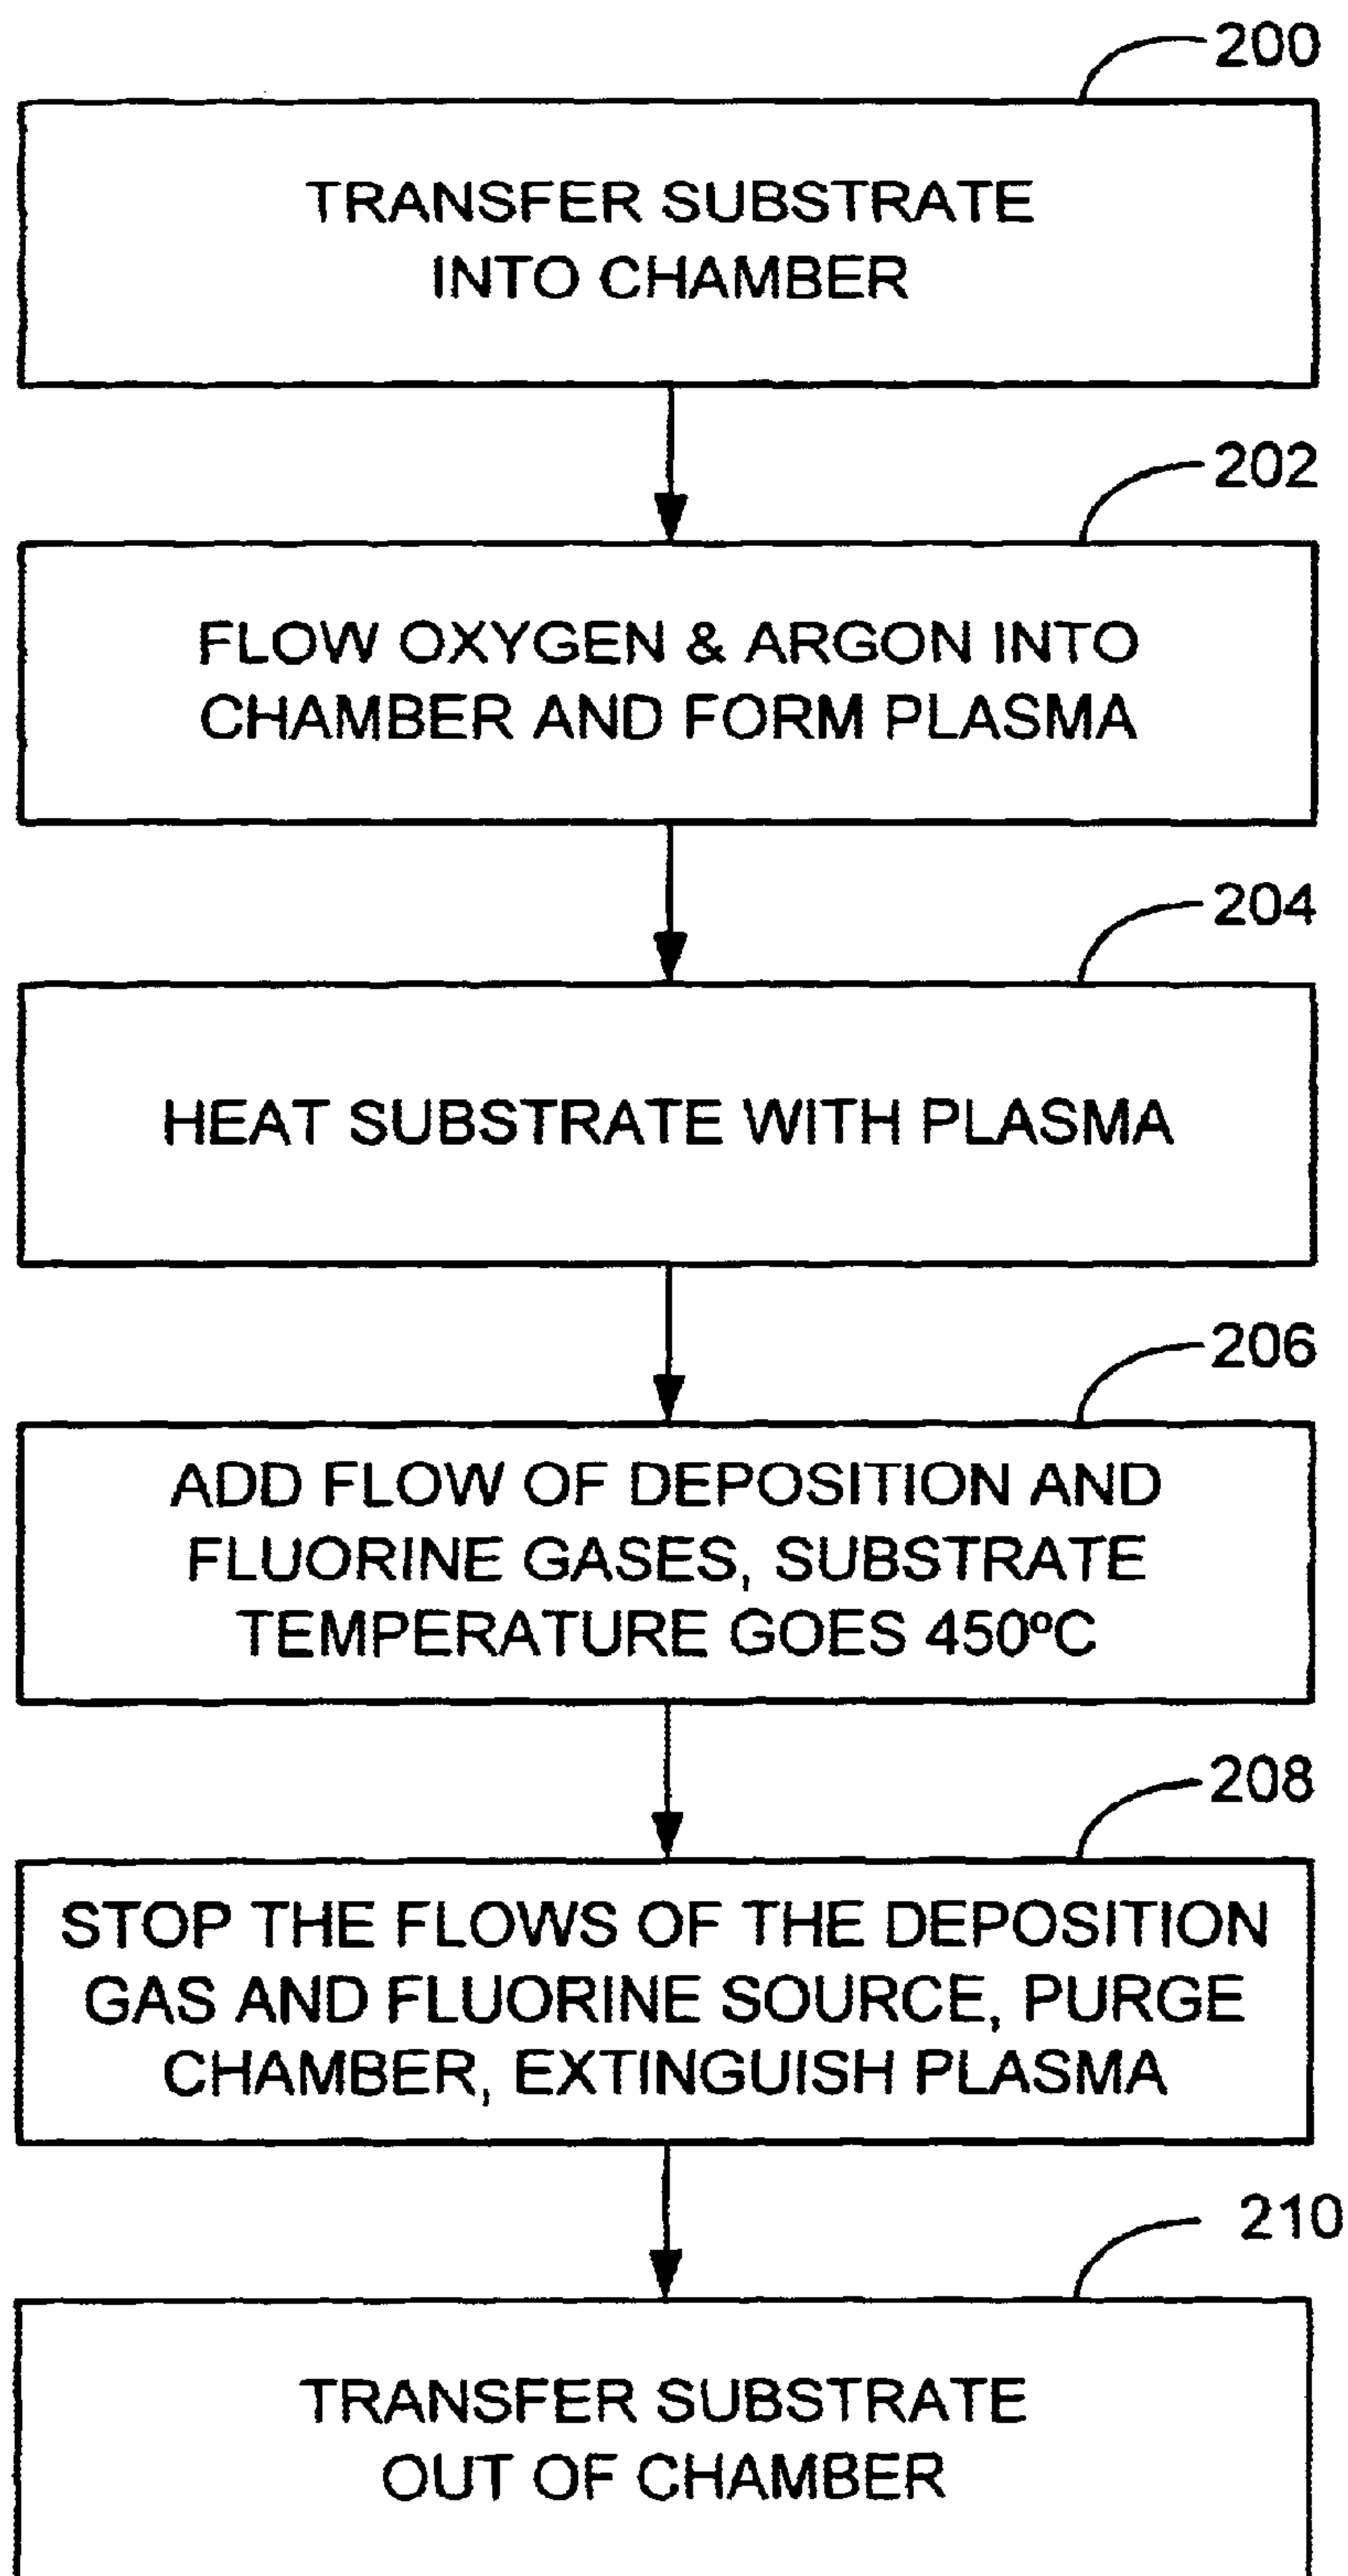 200
TRANSFER SUBSTRATE
INTO CHAMBER
202
FLOW OXYGEN & ARGON INTO
CHAMBER AND FORM PLASMA
204
HEAT SUBSTRATE WITH PLASMA
206
ADD FLOW OF DEPOSITION AND
FLUORINE GASES, SUBSTRATE
TEMPERATURE GOES 450ºC
208
STOP THE FLOWS OF THE DEPOSITION
GAS AND FLUORINE SOURCE, PURGE
CHAMBER, EXTINGUISH PLASMA
210
TRANSFER SUBSTRATE
OUT OF CHAMBER